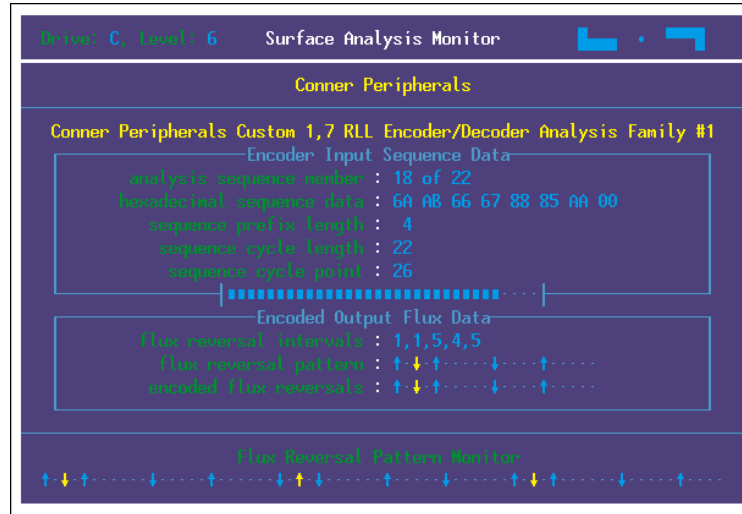 Drive: C, Level: 6 Surface Analysis Monitor
Conner Peripherals
Conner Peripherals Custom 1,7 RLL Encoder/Decoder Analysis Family #1
Encoder Input Sequence Data
analysis sequence member : 18 of 22
hexadecimal sequence data : 6A AB 66 67 88 85 AA 00
sequence prefix length : 4
sequence cycle length : 22
sequence cycle point : 26
Encoded Output Flux Data
flux reversal intervals : 1,1,5,4,5
flux reversal pattern :
encoded flux reversals :
Flux Reversal Pattern Monitor